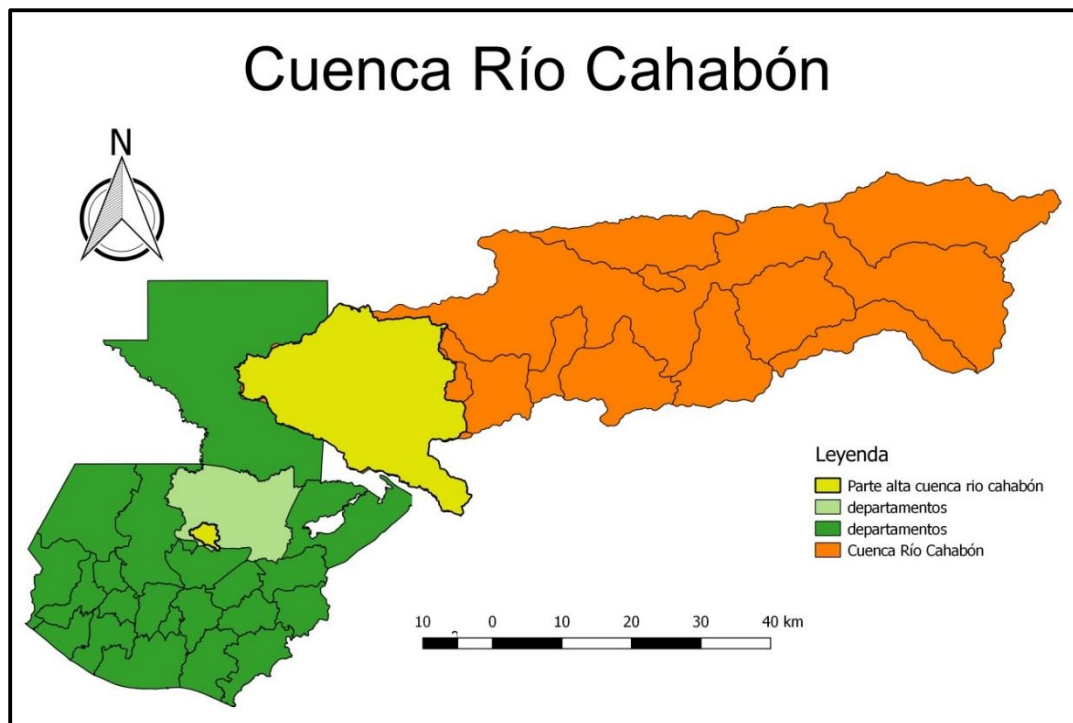 Cuenca Río Cahabón
N
Leyenda
Parte alta cuenca rio cahabón
departamentos
departamentos
Cuenca Río Cahabón
10 0 10 20 30 40 km